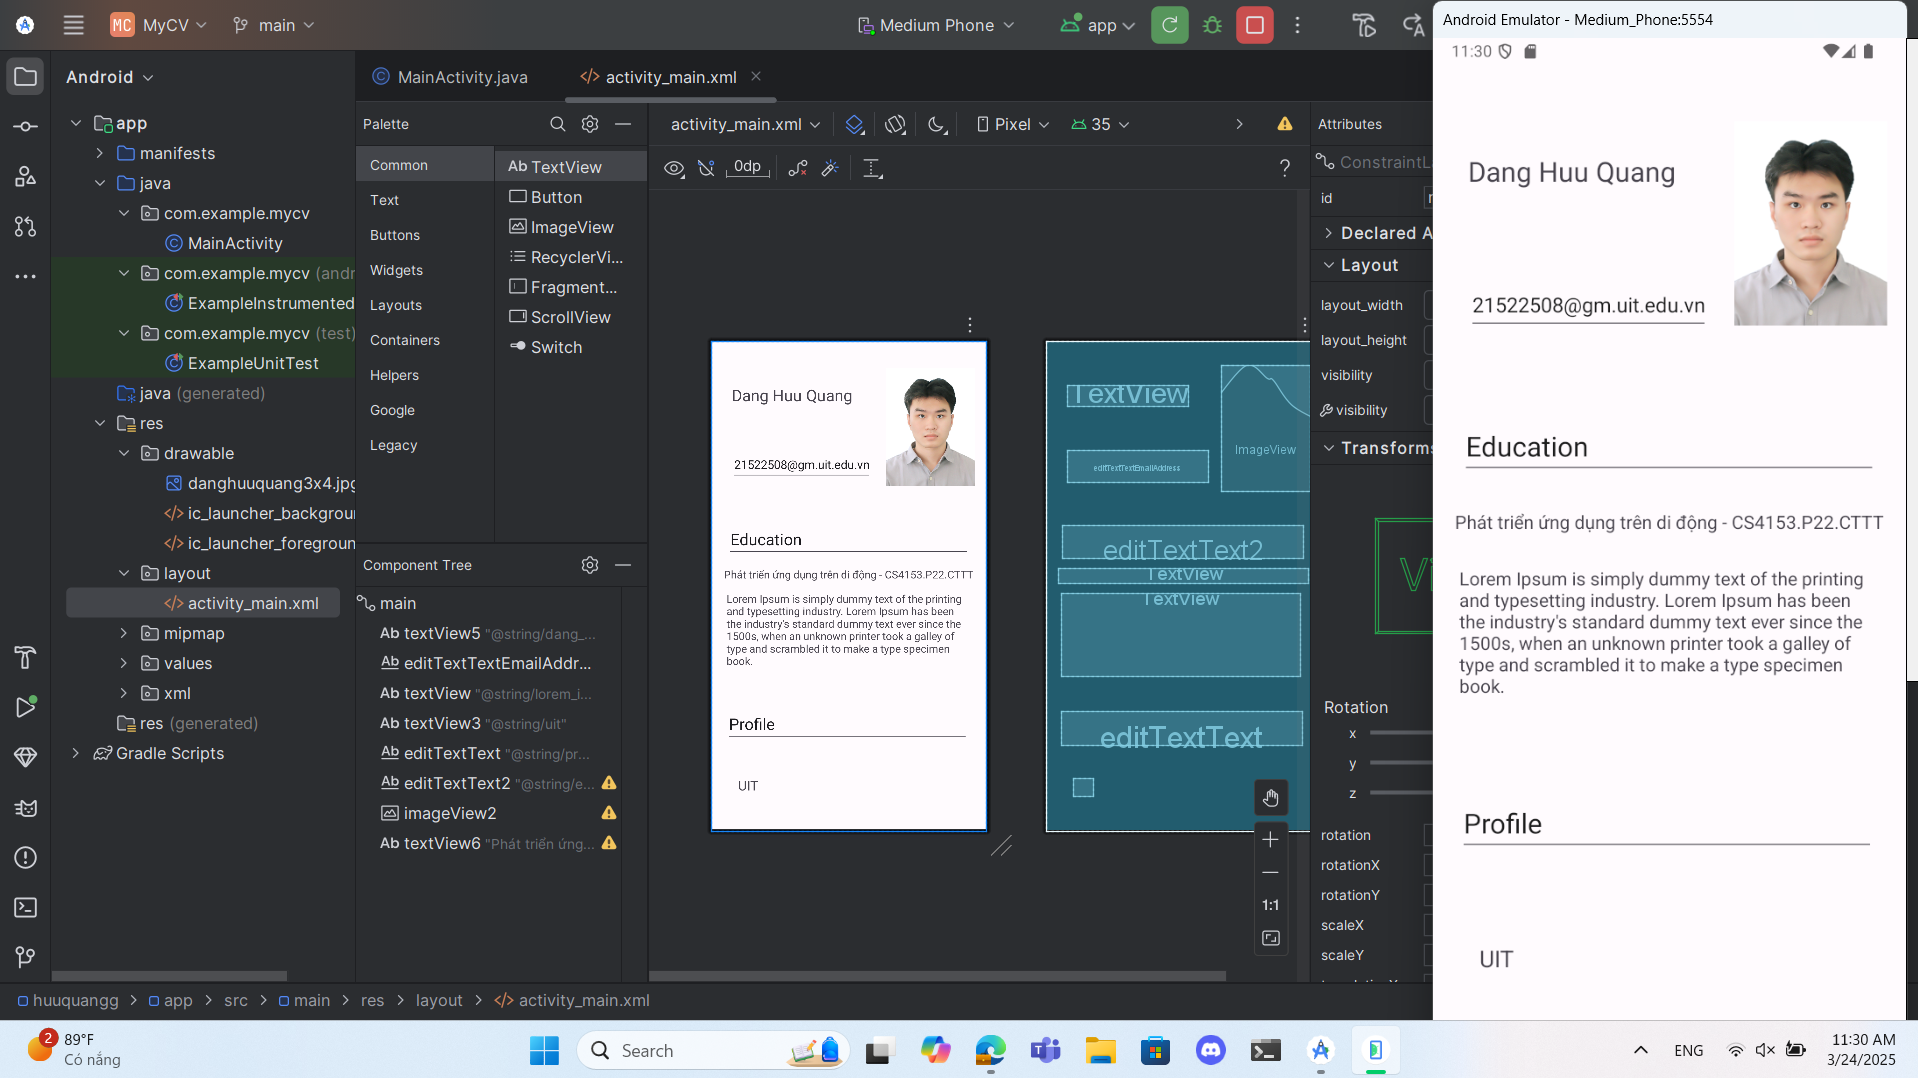 MC MyCV main Medium Phone app
Android Emulator - Medium_Phone:5554
Android
MainActivity.java activity_main.xml
app
manifests
java
com.example.mycv
MainActivity
com.example.mycv (andr
ExampleInstrumented
com.example.mycv (test)
ExampleUnitTest
java (generated)
res
drawable
danghuuquang3x4.jpg
ic_launcher_backgrour
ic_launcher_foregroun
layout
activity_main.xml
mipmap
values
xml
res (generated)
Gradle Scripts
Palette
Common
Text
Buttons
Widgets
Layouts
Containers
Helpers
Google
Legacy
Ab TextView
Button
ImageView
RecyclerVi...
Fragment...
ScrollView
Switch
Component Tree
main
Ab textView5 "@string/dang_...
Ab editTextTextEmailAddr...
Ab textView "@string/lorem_i...
Ab textView3 "@string/uit"
Ab editTextText "@string/pr...
Ab editTextText2 "@string/e...
imageView2
Ab textView6 "Phát triển ứng...
activity_main.xml Pixel 35
0dp ?
Dang Huu Quang
21522508@gm.uit.edu.vn
Education
Phát triển ứng dụng trên di động - CS4153.P22.CTTT
Lorem Ipsum is simply dummy text of the printing
and typesetting industry. Lorem Ipsum has been
the industry's standard dummy text ever since the
1500s, when an unknown printer took a galley of
type and scrambled it to make a type specimen
book.
Profile
UIT
TextView
ImageView
editTextTextEmailAddress
editTextText2
TextView
TextView
editTextText
1:1
Attributes
ConstraintLa
id
Declared A
Layout
layout_width
layout_height
visibility
visibility
Transforms
Vi
Rotation
x
y
z
rotation
rotationX
rotationY
scaleX
scaleY
11:30
Dang Huu Quang
21522508@gm.uit.edu.vn
Education
Phát triển ứng dụng trên di động - CS4153.P22.CTTT
Lorem Ipsum is simply dummy text of the printing
and typesetting industry. Lorem Ipsum has been
the industry's standard dummy text ever since the
1500s, when an unknown printer took a galley of
type and scrambled it to make a type specimen
book.
Profile
UIT
huuquangg > app > src > main > res > layout > activity_main.xml
2 89°F
Có nắng
Search
ENG
11:30 AM
3/24/2025